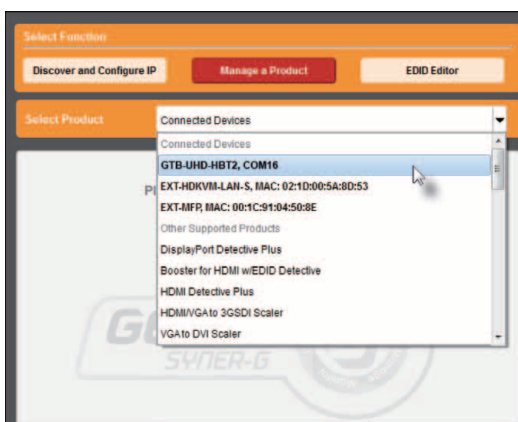 Select Function
Discover and Configure IP
Manage a Product
EDID Editor
Select Product
Connected Devices
Connected Devices
GTB-UHD-HBT2, COM16
EXT-HDKVM-LAN-S, MAC: 02:1D:00:5A:8D:53
EXT-MFP, MAC: 00:1C:91:04:50:8E
Other Supported Products
DisplayPort Detective Plus
Booster for HDMI w/EDID Detective
HDMI Detective Plus
HDMI/VGA to 3GSDI Scaler
VGA to DVI Scaler
SYNER-G